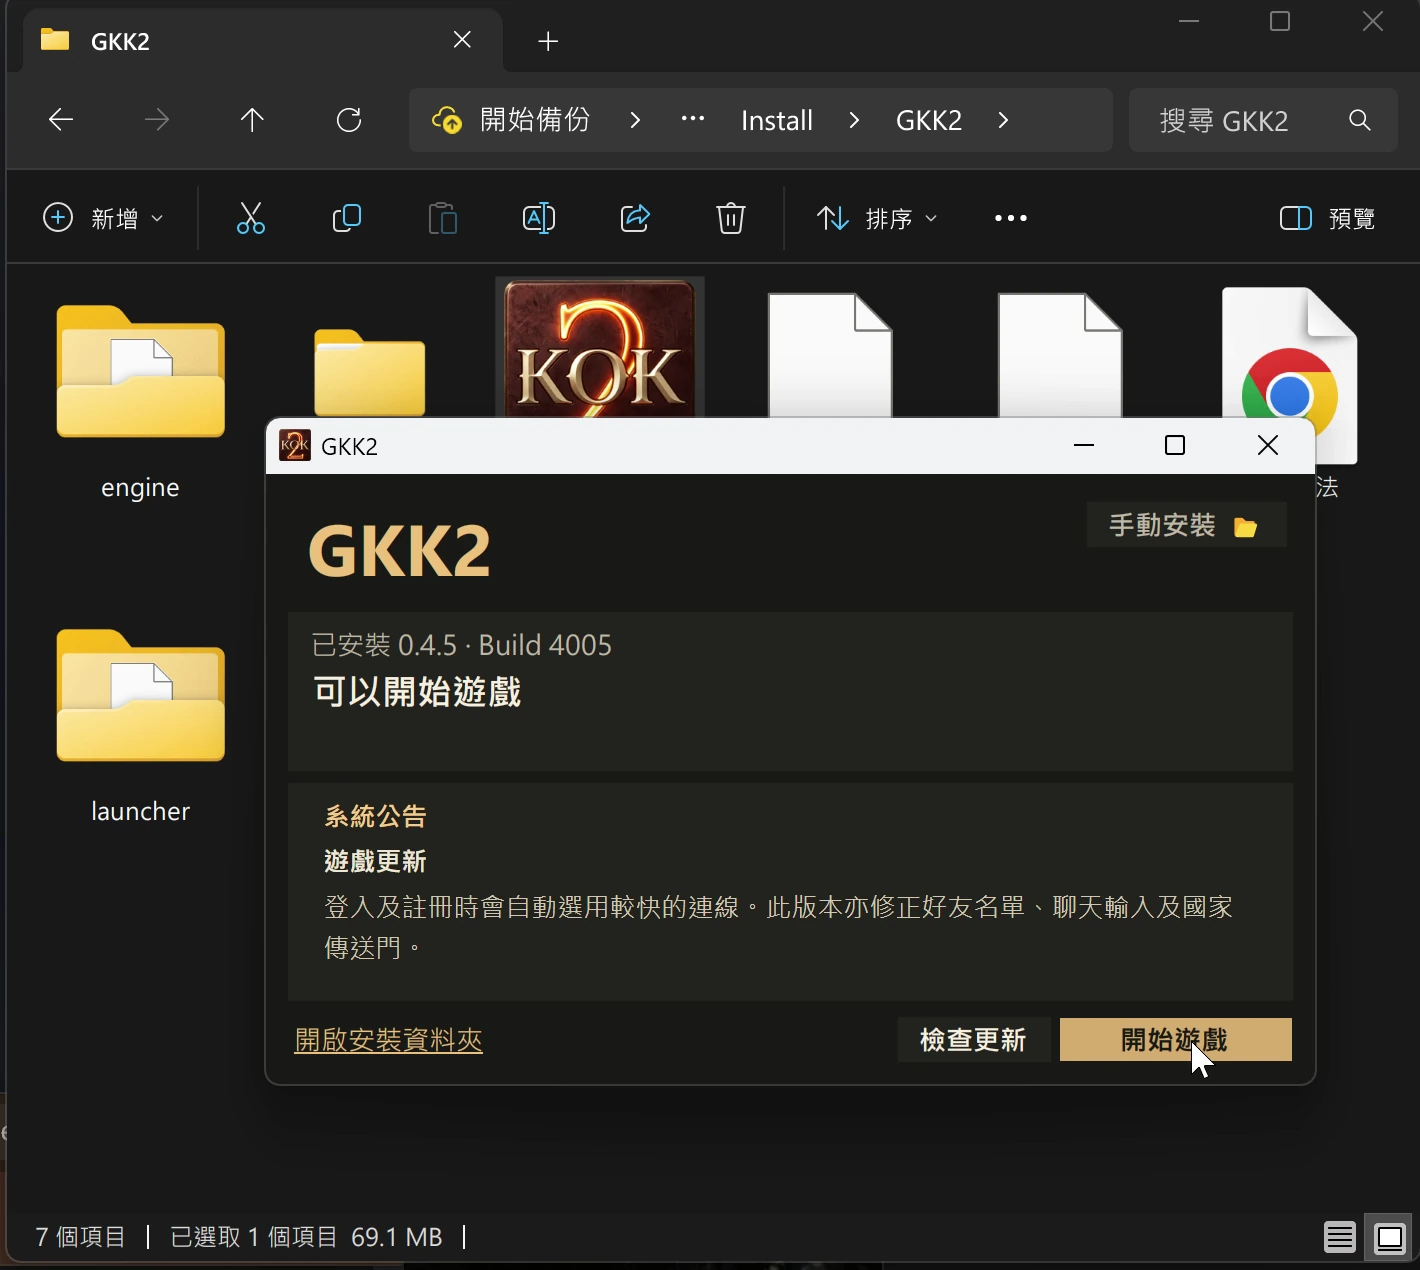 GKK2
開始備份
Install
GKK2
搜尋 GKK2
新增
排序
預覽
2
KOK
engine
法
KOK
2
GKK2
GKK2
手動安裝
已安裝 0.4.5 · Build 4005
可以開始遊戲
系統公告
遊戲更新
登入及註冊時會自動選用較快的連線。此版本亦修正好友名單、聊天輸入及國家
傳送門。
開啟安裝資料夾
檢查更新
開始遊戲
launcher
7 個項目
已選取 1 個項目 69.1 MB